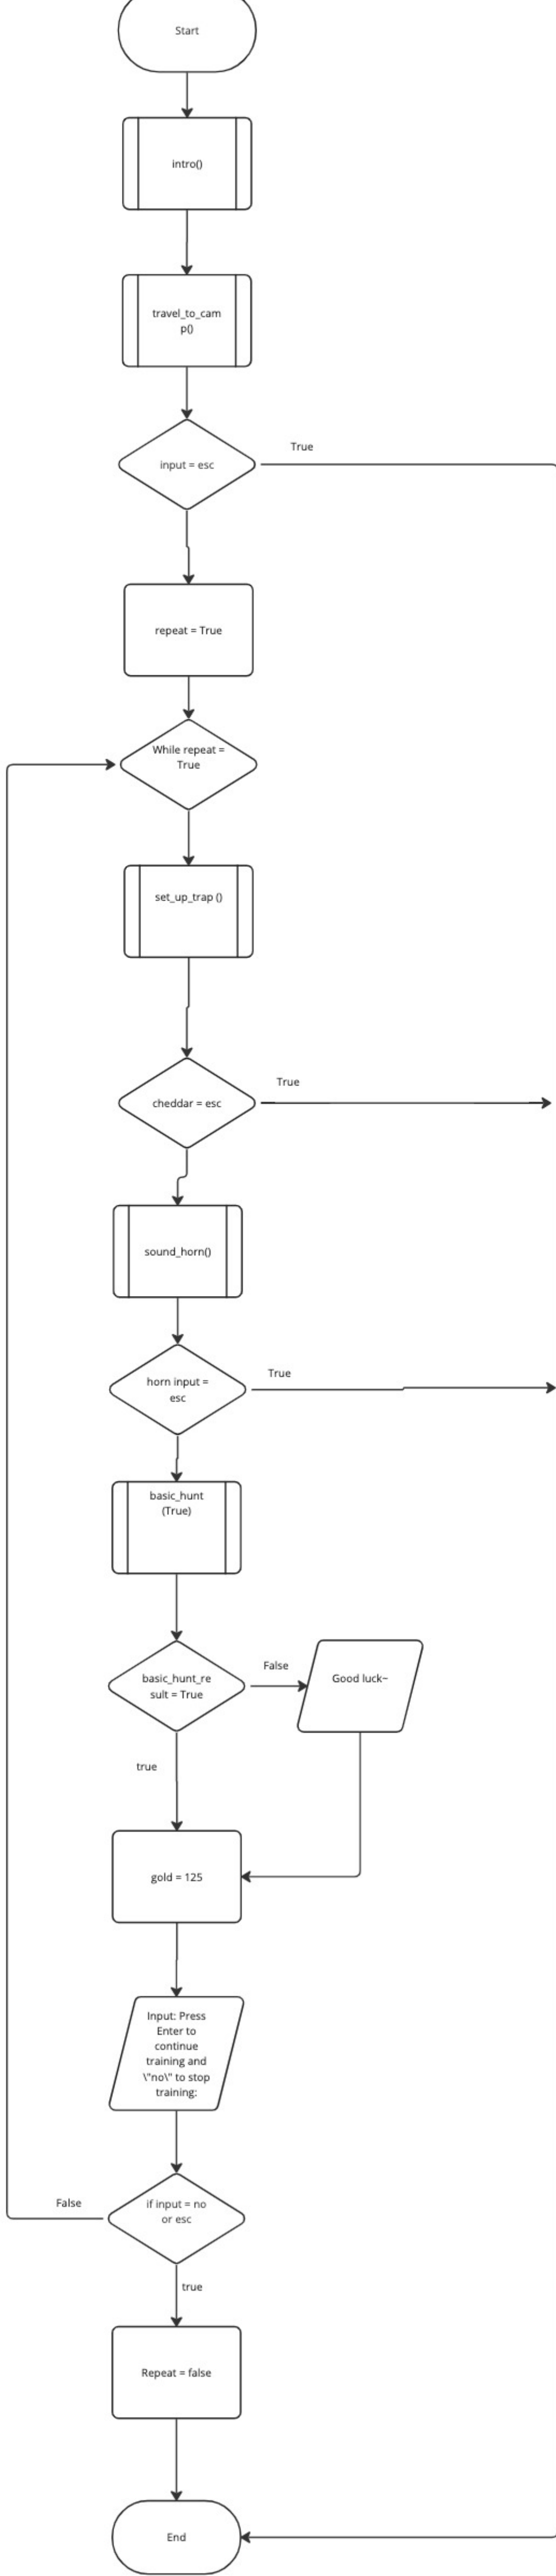 Start
intro()
travel_to_cam
p()
input = esc
True
repeat = True
While repeat =
True
set_up_trap ()
cheddar = esc
True
sound_horn()
horn input =
esc
True
basic_hunt
(True)
basic_hunt_re
sult = True
False
Good luck~
true
gold = 125
Input: Press
Enter to
continue
training and
\"no\" to stop
training:
if input = no
or esc
False
true
Repeat = false
End